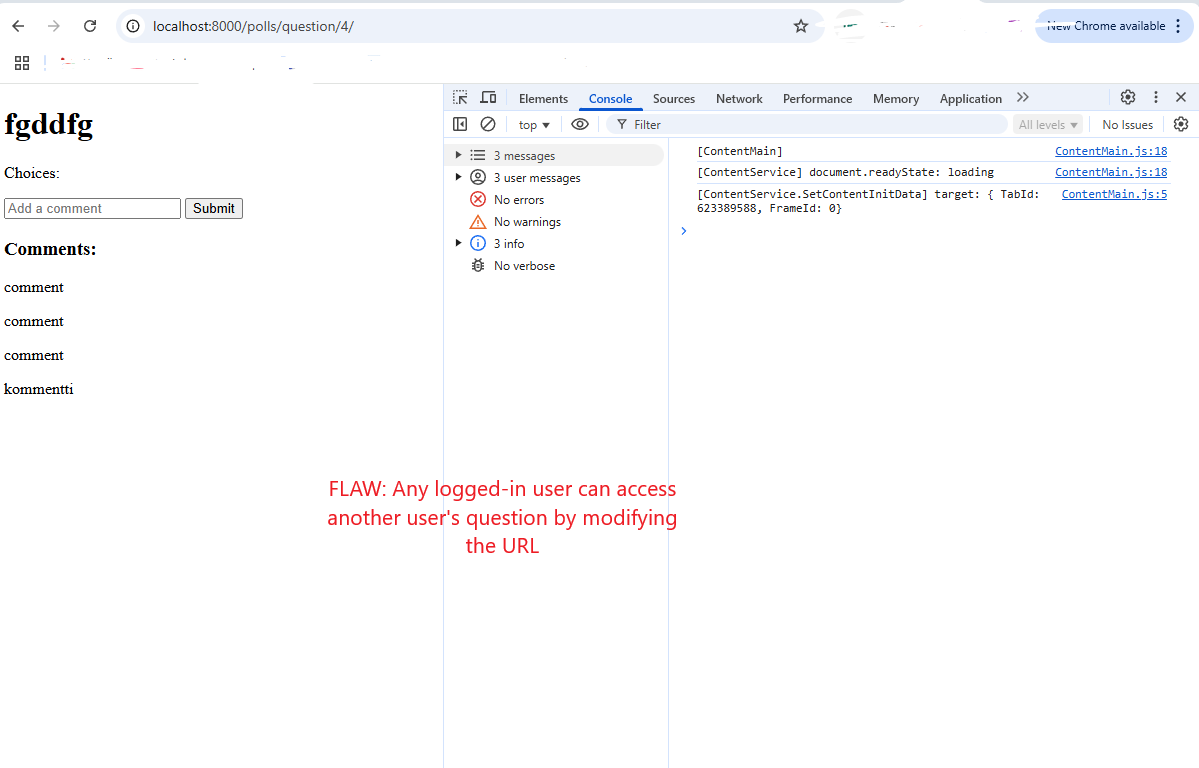 localhost:8000/polls/question/4/
New Chrome available
Elements Console Sources Network Performance Memory Application
fgddfg
top Filter All levels No Issues
3 messages
3 user messages
No errors
No warnings
3 info
No verbose
[ContentMain] ContentMain.js:18
[ContentService] document.readyState: loading ContentMain.js:18
[ContentService.SetContentInitData] target: { TabId: ContentMain.js:5
623389588, FrameId: 0}
Choices:
Add a comment Submit
Comments:
comment
comment
comment
kommentti
FLAW: Any logged-in user can access
another user's question by modifying
the URL